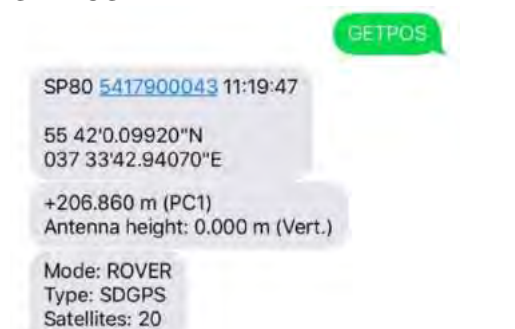 GETPOS
SP80 5417900043 11:19:47
55 42'0.09920"N
037 33'42.94070"E
+206.860 m (PC1)
Antenna height: 0.000 m (Vert.)
Mode: ROVER
Type: SDGPS
Satellites: 20